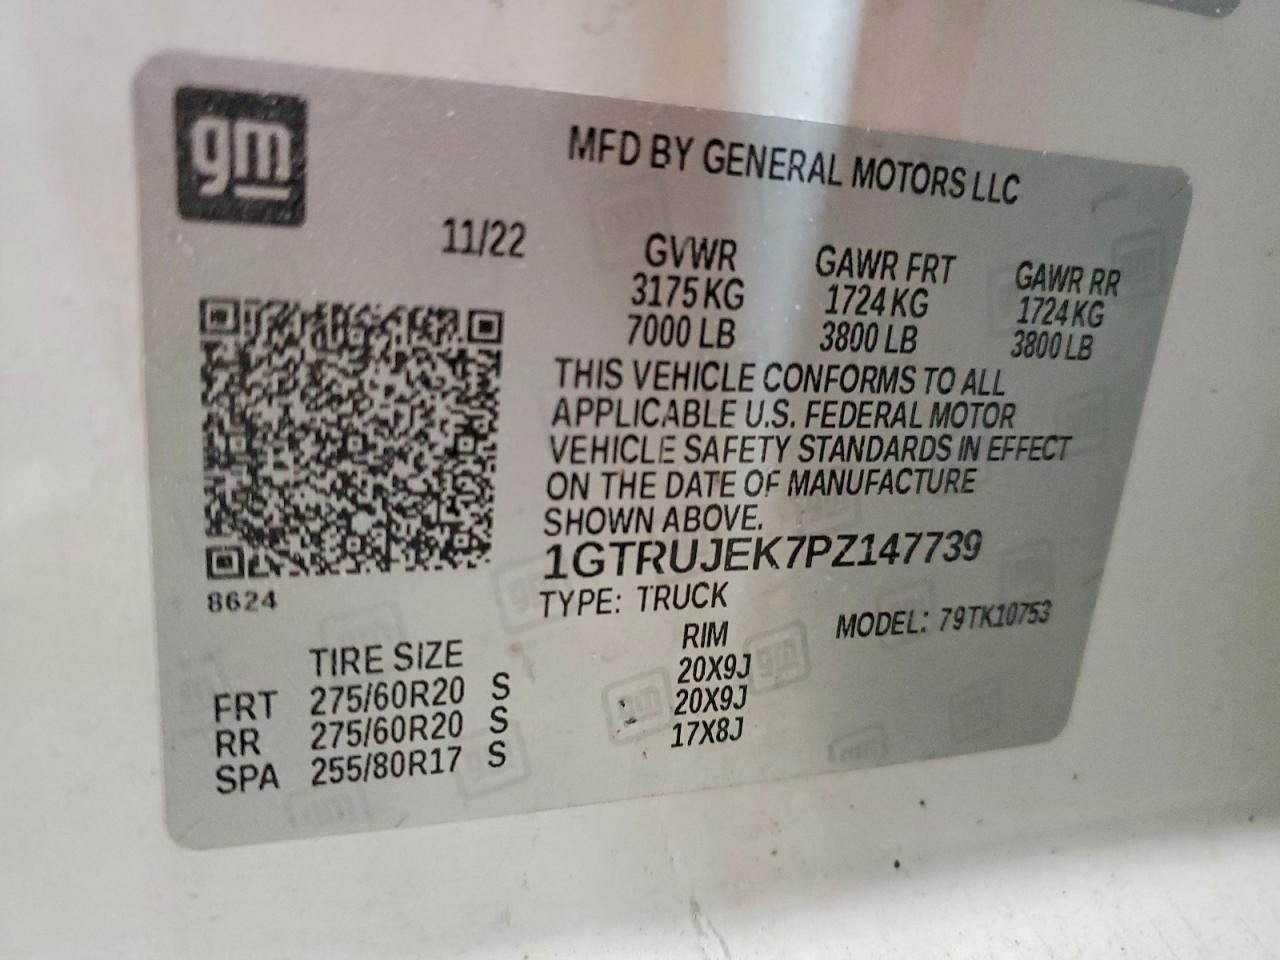 gm
MFD BY GENERAL MOTORS LLC
11/22
GVWR GAWR FRT GAWR RR
3175 KG 1724 KG 1724 KG
7000 LB 3800 LB 3800 LB
THIS VEHICLE CONFORMS TO ALL
APPLICABLE U.S. FEDERAL MOTOR
VEHICLE SAFETY STANDARDS IN EFFECT
ON THE DATE OF MANUFACTURE
SHOWN ABOVE.
1GTRUJEK7PZ147739
8624
TYPE: TRUCK MODEL: 79TK10753
TIRE SIZE RIM
FRT 275/60R20 S 20X9J
RR 275/60R20 S 20X9J
SPA 255/80R17 S 17X8J